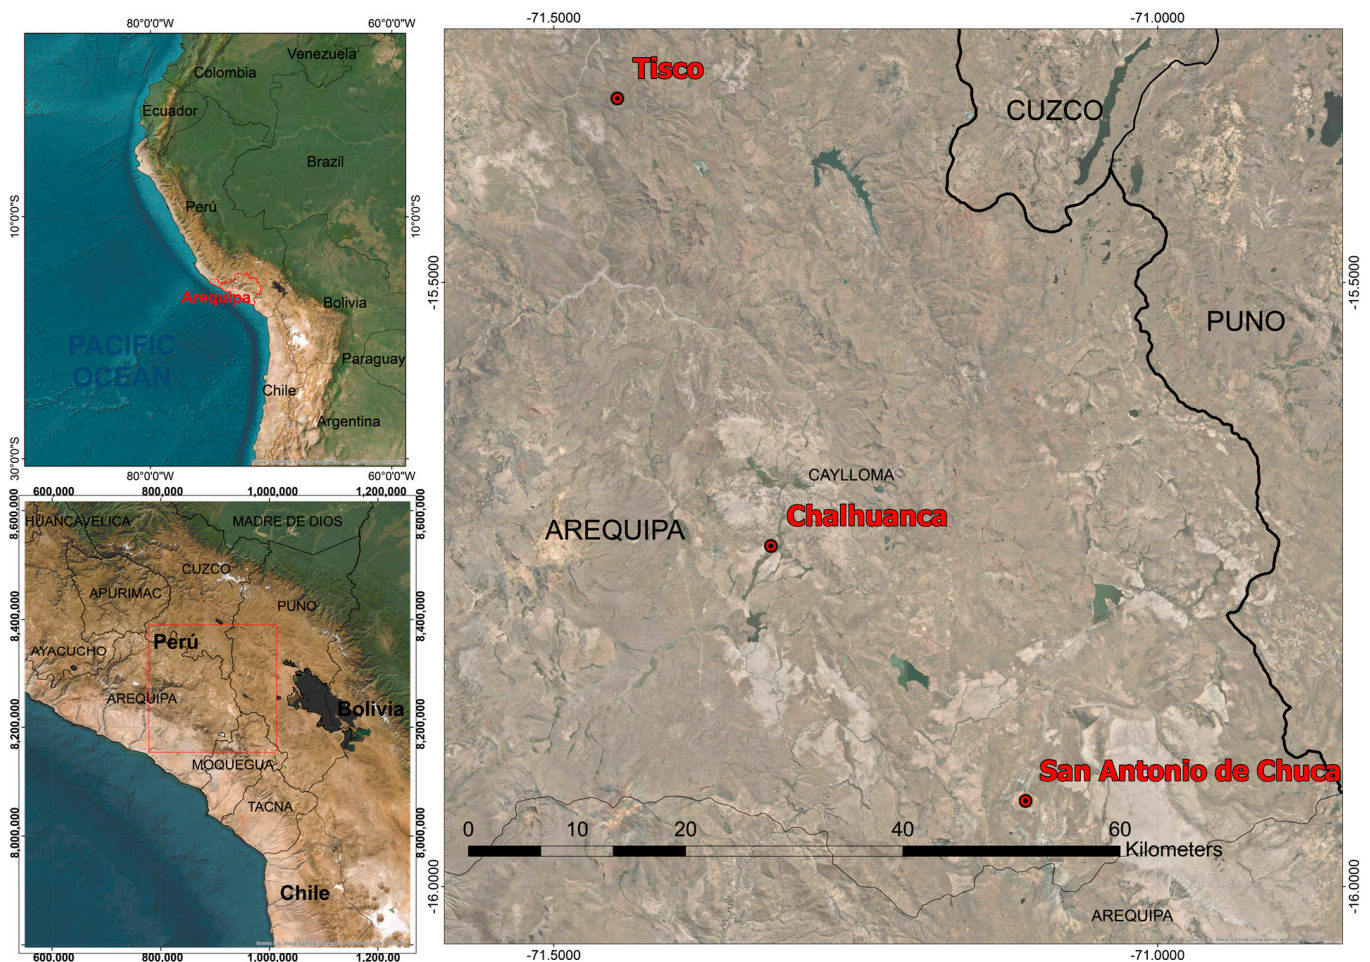 80°0'0"W 60°0'0"W
Venezuela
Colombia
Ecuador
Brazil
Perú
10°0'0"S 10°0'0"S
Arequipa
Bolivia
PACIFIC
OCEAN
Paraguay
Chile
Argentina
30°0'0"S 30°0'0"S
80°0'0"W 60°0'0"W
600,000 800,000 1,000,000 1,200,000
8,600,000 8,600,000
HUANCAVELICA MADRE DE DIOS
CUZCO
APURIMAC PUNO
8,400,000 8,400,000
Perú
AYACUCHO
AREQUIPA
Bolivia
8,200,000 8,200,000
MOQUEGUA
TACNA
8,000,000 8,000,000
Chile
600,000 800,000 1,000,000 1,200,000
-71.5000 -71.0000
Tisco
CUZCO
-15.5000 -15.5000
PUNO
CAYLLOMA
Chalhuanca
AREQUIPA
San Antonio de Chuca
0 10 20 40 60
Kilometers
-16.0000 -16.0000
AREQUIPA
-71.5000 -71.0000